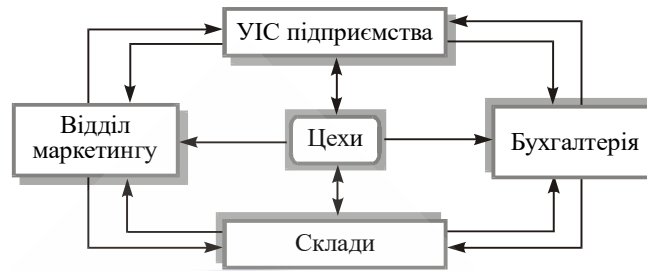 УІС підприємства
Відділ
маркетингу
Цехи
Бухгалтерія
Склади